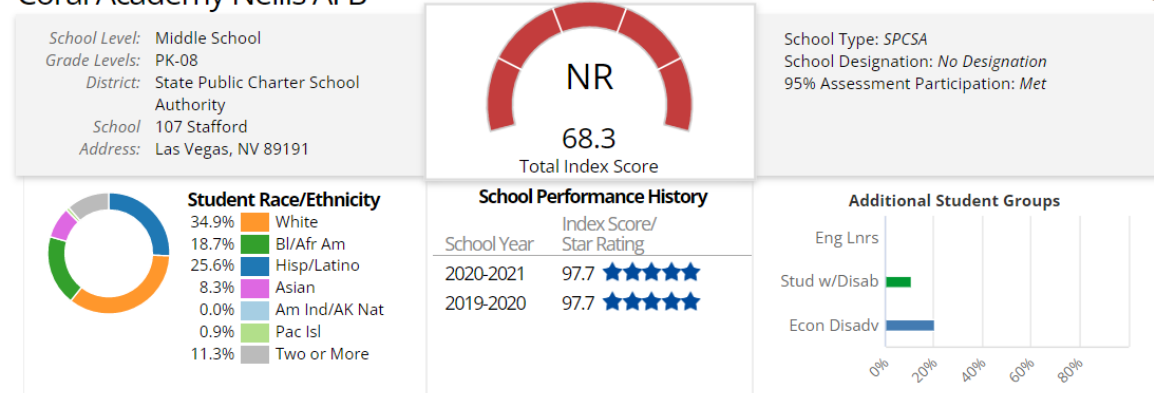 Coral Academy Nellis AFB
School Level: Middle School
Grade Levels: PK-08
District: State Public Charter School
Authority
School 107 Stafford
Address: Las Vegas, NV 89191
NR
68.3
Total Index Score
School Type: SPCSA
School Designation: No Designation
95% Assessment Participation: Met
Student Race/Ethnicity
34.9% White
18.7% Bl/Afr Am
25.6% Hisp/Latino
8.3% Asian
0.0% Am Ind/AK Nat
0.9% Pac Isl
11.3% Two or More
School Performance History
Index Score/
School Year Star Rating
2020-2021 97.7
2019-2020 97.7
Additional Student Groups
Eng Lnrs
Stud w/Disab
Econ Disadv
0% 20% 40% 60% 80%